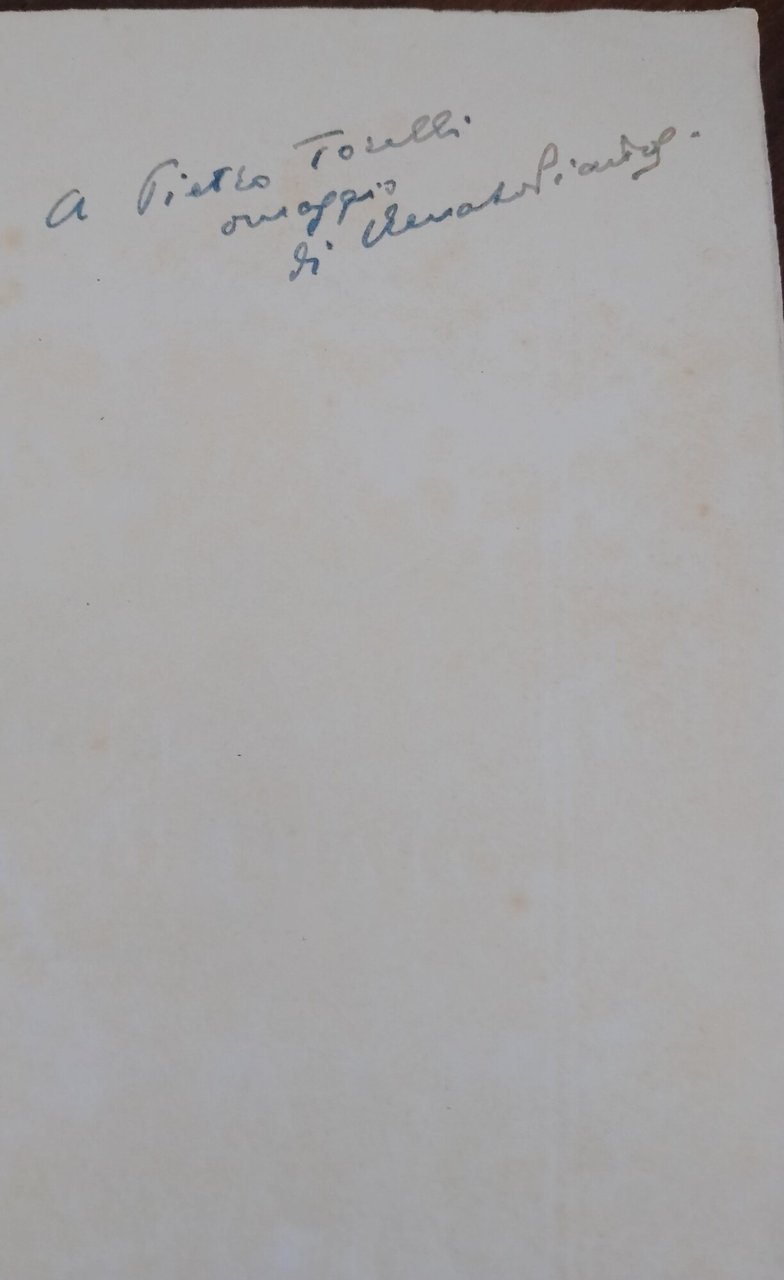 A Pietro Torelli
omaggio
di Renato Piattoli